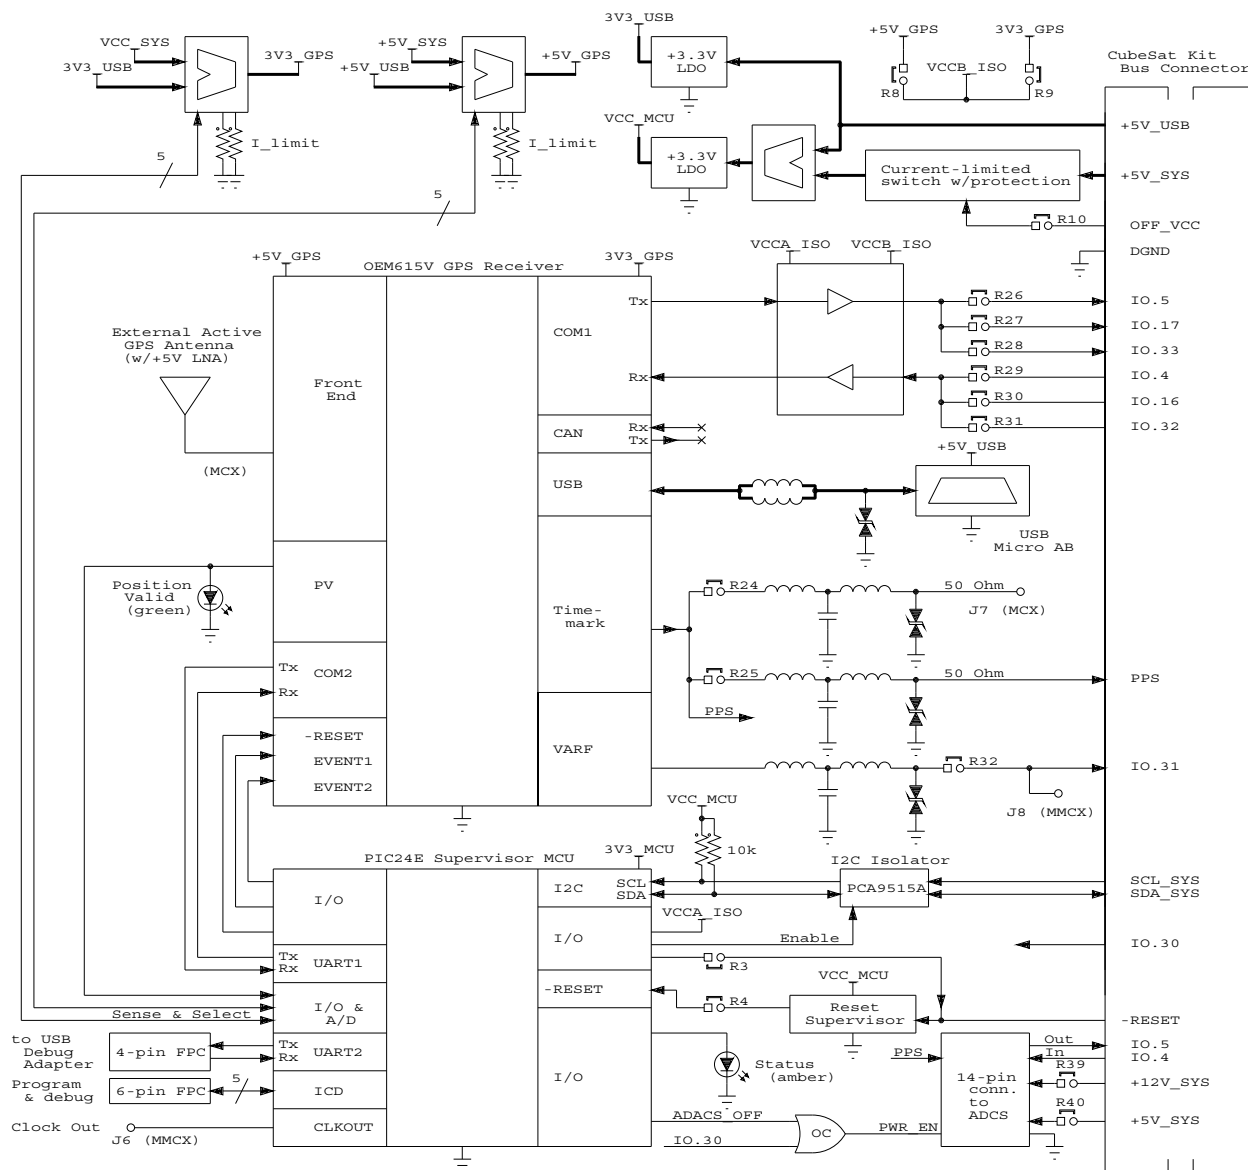 3V3_USB
+5V_GPS
3V3_GPS
VCC_SYS
3V3_GPS
3V3_USB
+5V_SYS
+5V_GPS
+5V_USB
+3.3V
LDO
VCCB_ISO
R8
R9
CubeSat Kit
Bus Connector
I_limit
I_limit
5
5
VCC_MCU
+3.3V
LDO
Current-limited
switch w/protection
+5V_USB
+5V_SYS
R10
OFF_VCC
DGND
+5V_GPS
OEM615V GPS Receiver
3V3_GPS
VCCA_ISO
VCCB_ISO
Tx
COM1
Rx
R26
IO.5
R27
IO.17
R28
IO.33
R29
IO.4
R30
IO.16
R31
IO.32
External Active
GPS Antenna
(w/+5V LNA)
(MCX)
Front
End
CAN
Rx
Tx
USB
+5V_USB
USB
Micro AB
Position
Valid
(green)
PV
Time-
mark
R24
50 Ohm
J7 (MCX)
R25
50 Ohm
PPS
PPS
Tx
COM2
Rx
-RESET
EVENT1
EVENT2
VARF
R32
IO.31
J8 (MMCX)
VCC_MCU
10k
PIC24E Supervisor MCU
3V3_MCU
I2C Isolator
I/O
I2C
SCL
SDA
PCA9515A
SCL_SYS
SDA_SYS
VCCA_ISO
I/O
Enable
IO.30
Tx
Rx
UART1
R3
-RESET
VCC_MCU
R4
Reset
Supervisor
-RESET
Sense & Select
I/O &
A/D
to USB
Debug
Adapter
4-pin FPC
Tx
Rx
UART2
Program
& debug
6-pin FPC
5
ICD
Clock Out
J6 (MMCX)
CLKOUT
I/O
Status
(amber)
ADACS_OFF
IO.30
OC
PWR_EN
PPS
14-pin
conn.
to
ADCS
Out
IO.5
In
IO.4
R39
+12V_SYS
R40
+5V_SYS